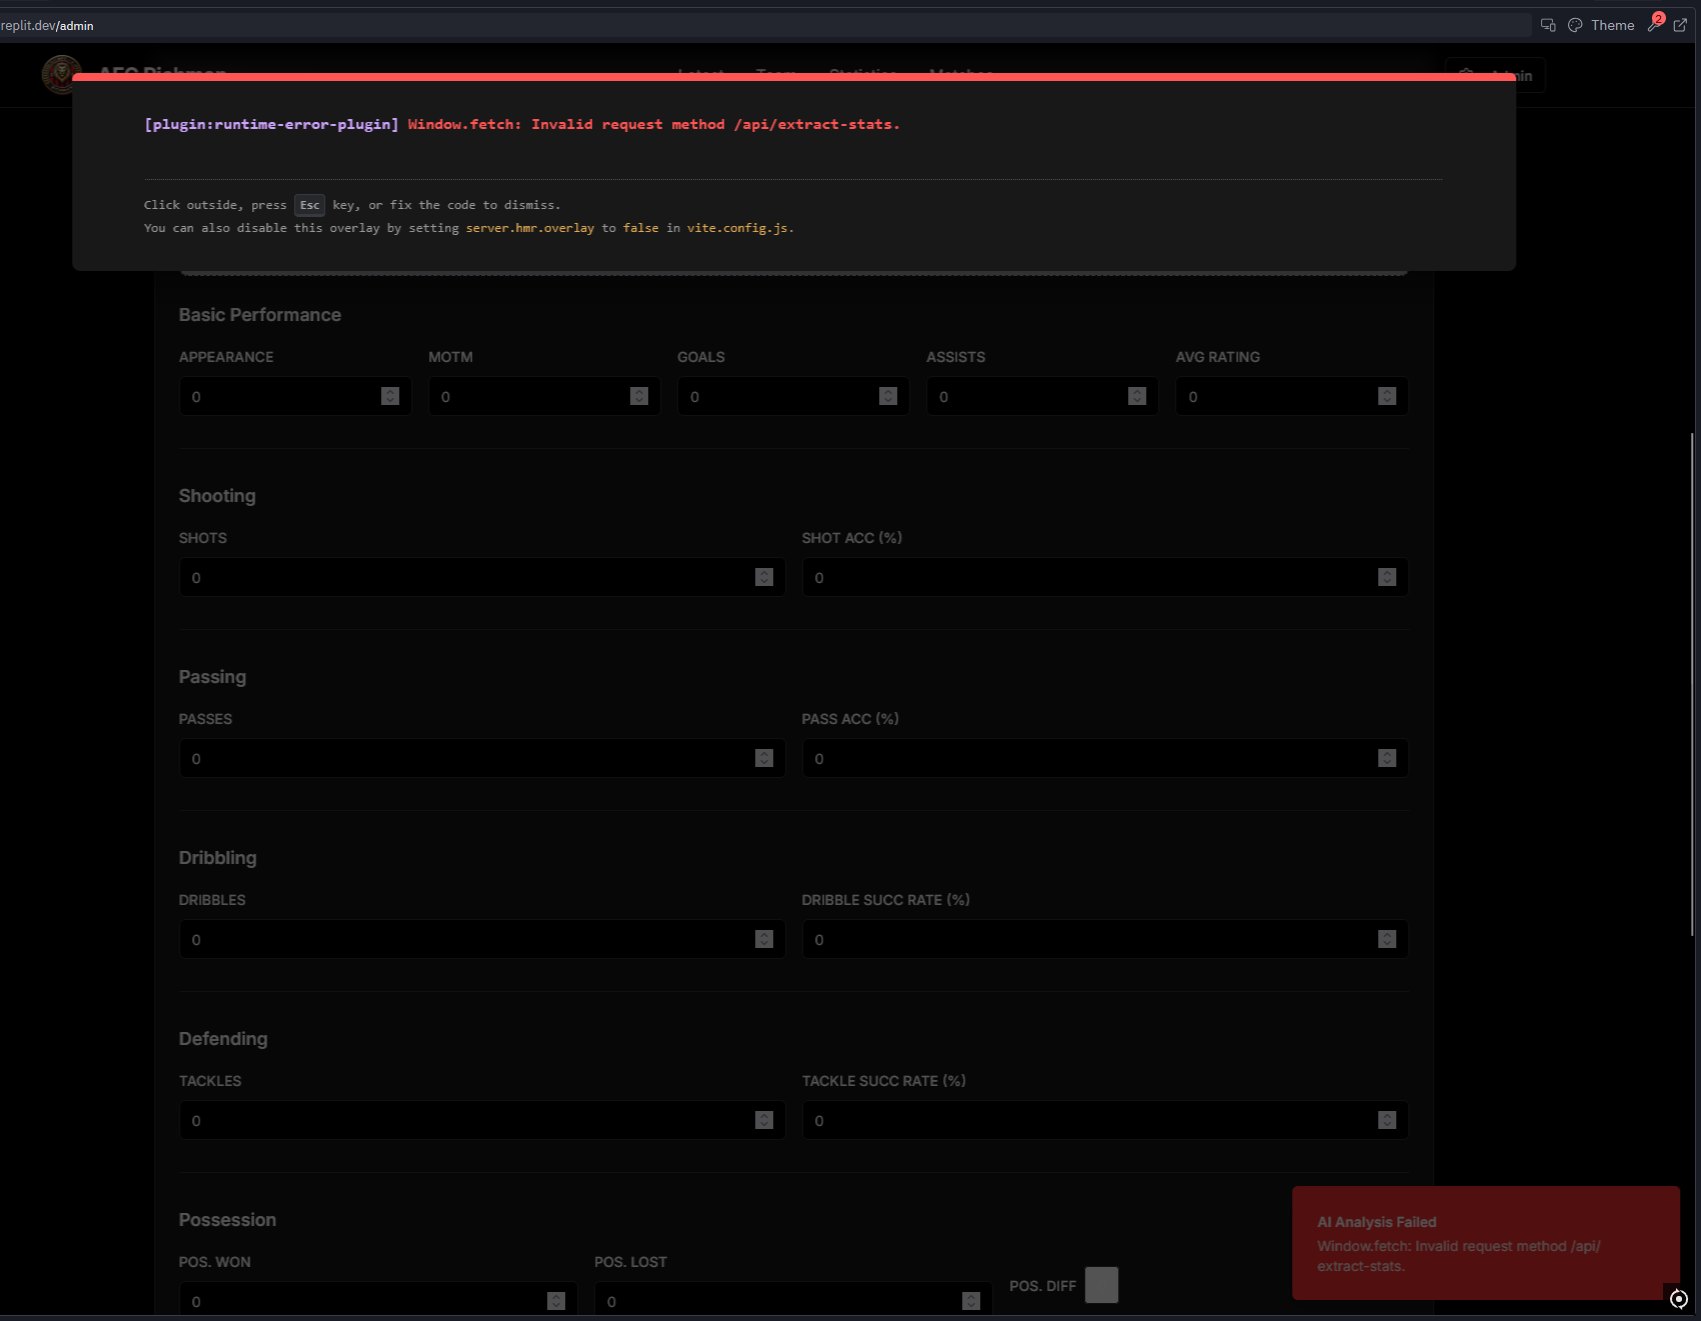 replit.dev/admin
Theme
2
[plugin:runtime-error-plugin] Window.fetch: Invalid request method /api/extract-stats.
Click outside, press Esc key, or fix the code to dismiss.
You can also disable this overlay by setting server.hmr.overlay to false in vite.config.js.
Basic Performance
APPEARANCE MOTM GOALS ASSISTS AVG RATING
0 0 0 0 0
Shooting
SHOTS SHOT ACC (%)
0 0
Passing
PASSES PASS ACC (%)
0 0
Dribbling
DRIBBLES DRIBBLE SUCC RATE (%)
0 0
Defending
TACKLES TACKLE SUCC RATE (%)
0 0
Possession
POS. WON POS. LOST POS. DIFF
0 0
AI Analysis Failed
Window.fetch: Invalid request method /api/
extract-stats.